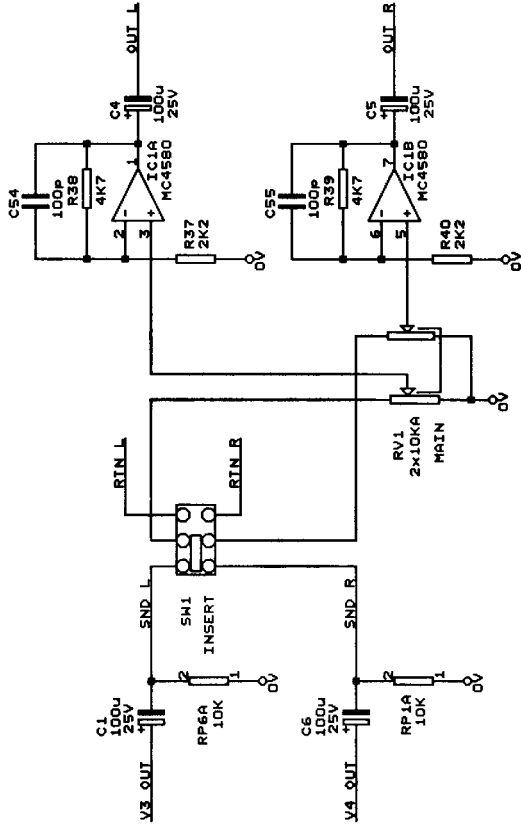 V3 OUT
C1
100u
25V
RP6A
10K
2
1
0V
SND L
SW1
INSERT
RTN L
RTN R
V4 OUT
C6
100u
25V
RP1A
10K
2
1
0V
SND R
RV1
2x10KA
MAIN
0V
C54
100p
R38
4K7
2
3
1
IC1A
MC4580
R37
2K2
0V
C4
100u
25V
OUT L
C55
100p
R39
4K7
6
5
7
IC1B
MC4580
R40
2K2
0V
C5
100u
25V
OUT R